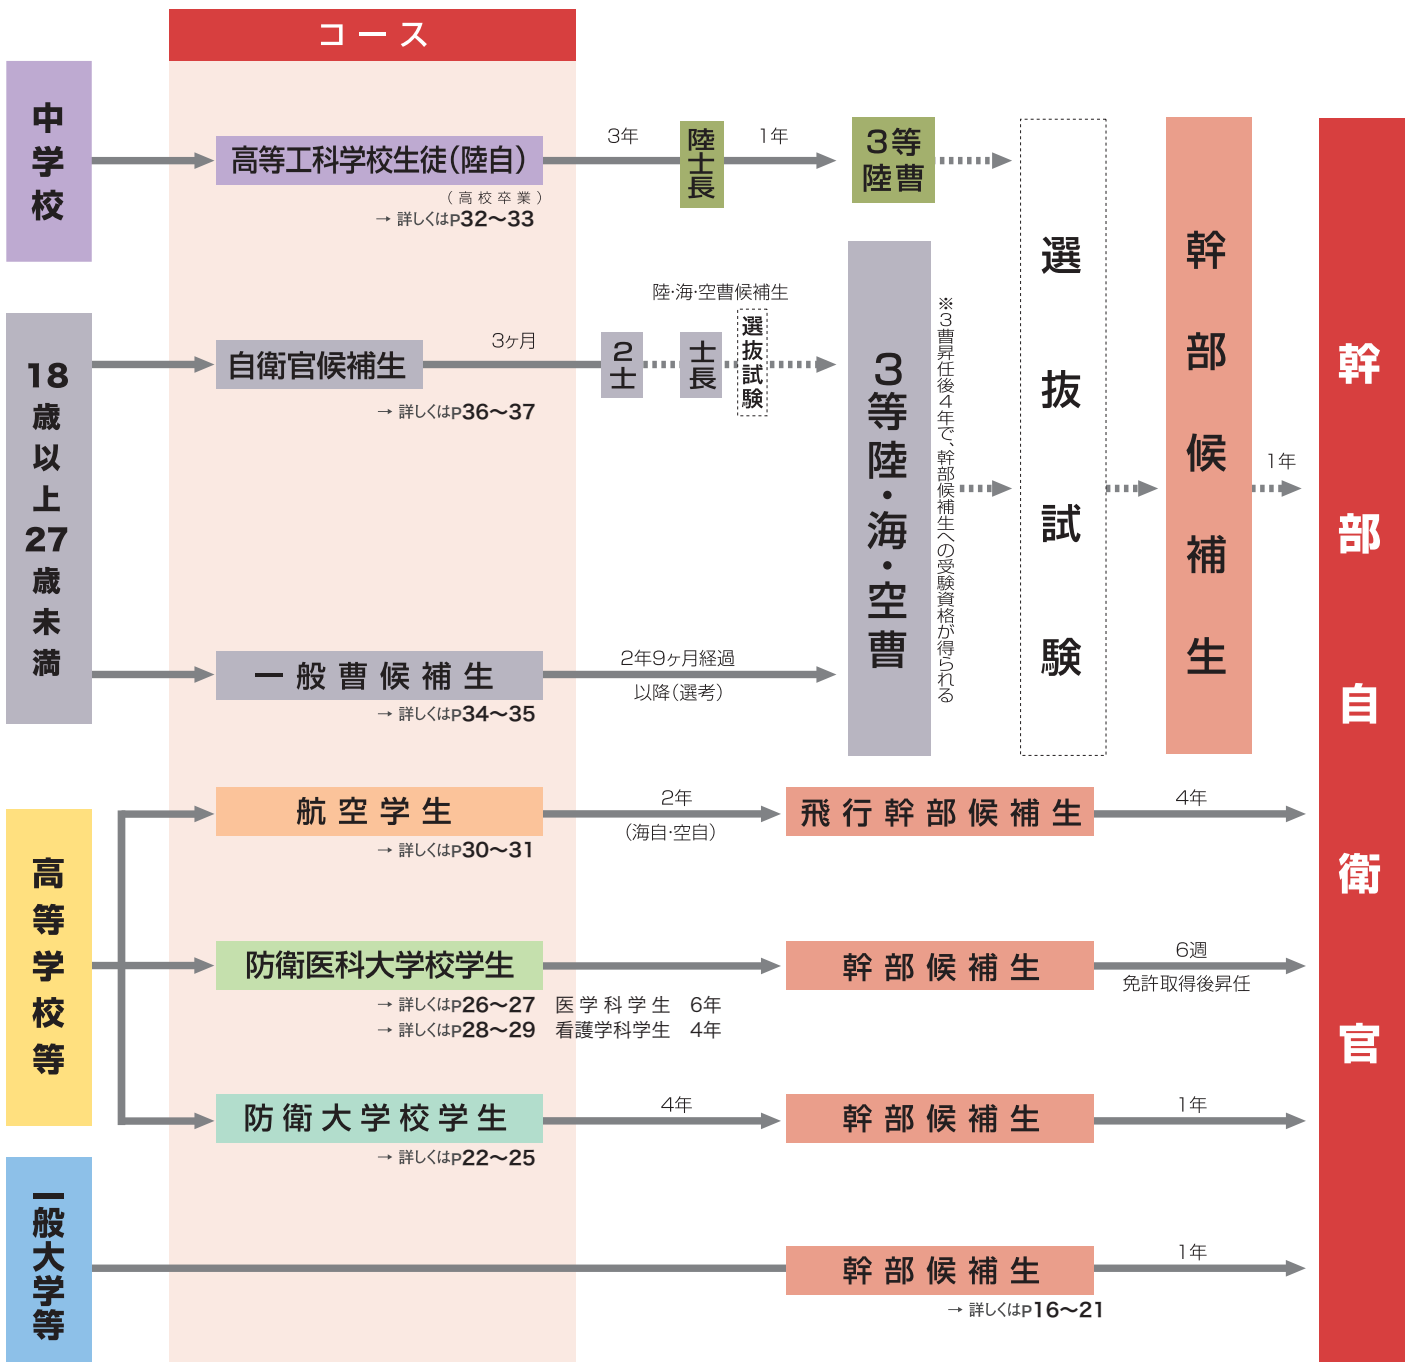 コース
中学校
高等工科学校生徒(陸自)
(高校卒業)
→ 詳しくはP32〜33
3年
陸士長
1年
3等
陸曹
18歳以上27歳未満
自衛官候補生
→ 詳しくはP36〜37
3ヶ月
2士
士長
陸・海・空曹候補生
選抜試験
3等陸・海・空曹
※3曹昇任後4年で、幹部候補生への受験資格が得られる
選抜試験
幹部候補生
1年
幹部自衛官
一般曹候補生
→ 詳しくはP34〜35
2年9ヶ月経過
以降(選考)
高等学校等
航空学生
→ 詳しくはP30〜31
2年
(海自・空自)
飛行幹部候補生
4年
防衛医科大学校学生
→ 詳しくはP26〜27 医学科学生 6年
→ 詳しくはP28〜29 看護学科学生 4年
幹部候補生
6週
免許取得後昇任
防衛大学校学生
→ 詳しくはP22〜25
4年
幹部候補生
1年
一般大学等
幹部候補生
→ 詳しくはP16〜21
1年